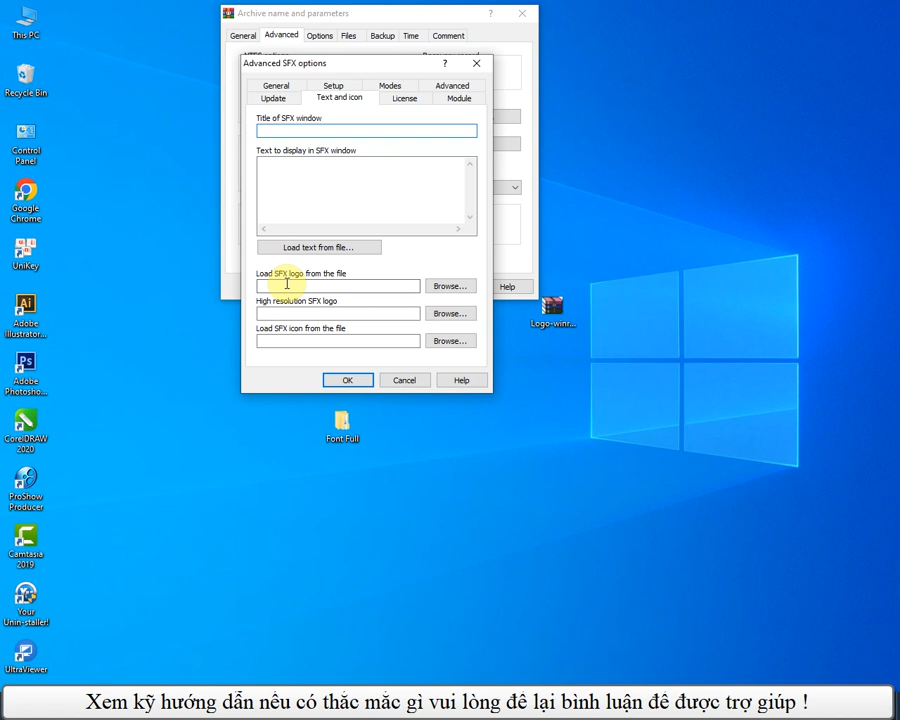 Archive name and parameters
?
General Advanced Options Files Backup Time Comment
Advanced SFX options
?
General Setup Modes Advanced
Update Text and icon License Module
Title of SFX window
Text to display in SFX window
Load text from file...
Load SFX logo from the file
Browse...
High resolution SFX logo
Browse...
Load SFX icon from the file
Browse...
OK Cancel Help
Help
This PC
Recycle Bin
Control
Panel
Google
Chrome
UniKey
Adobe
Illustrator...
Adobe
Photosho...
CorelDRAW
2020
ProShow
Producer
Camtasia
2019
Your
Unin-staller!
UltraViewer
Logo-winr...
Font Full
Xem kỹ hướng dẫn nếu có thắc mắc gì vui lòng để lại bình luận để được trợ giúp !